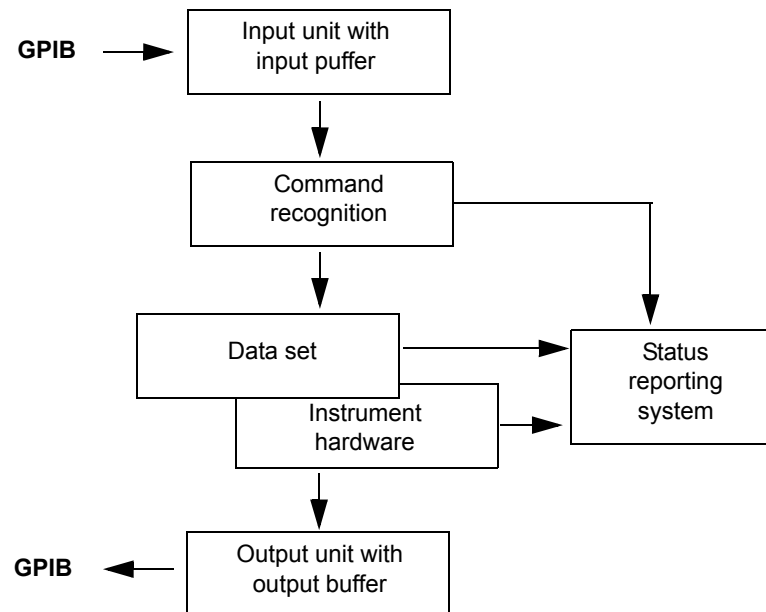 GPIB
Input unit with
input puffer
Command
recognition
Data set
Status
reporting
system
Instrument
hardware
GPIB
Output unit with
output buffer